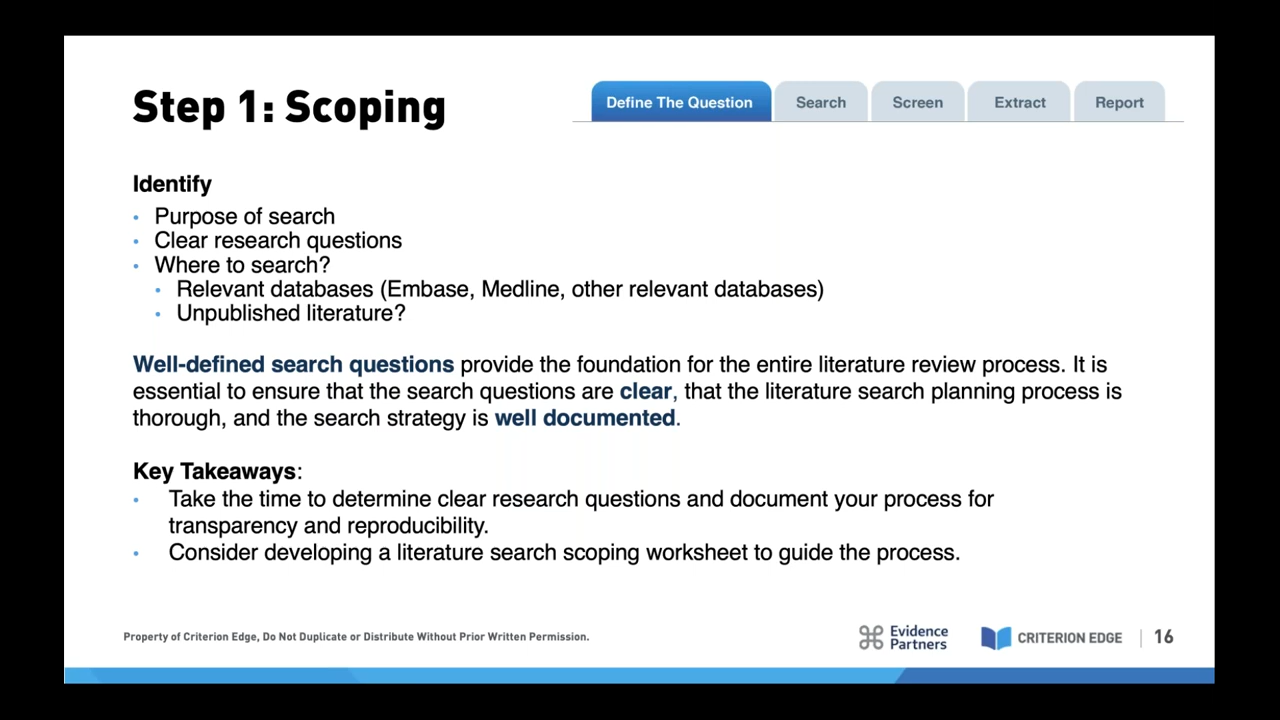 Step 1: Scoping
Define The Question
Search
Screen
Extract
Report
Identify
• Purpose of search
• Clear research questions
• Where to search?
• Relevant databases (Embase, Medline, other relevant databases)
• Unpublished literature?
Well-defined search questions provide the foundation for the entire literature review process. It is
essential to ensure that the search questions are clear, that the literature search planning process is
thorough, and the search strategy is well documented.
Key Takeaways:
• Take the time to determine clear research questions and document your process for
transparency and reproducibility.
• Consider developing a literature search scoping worksheet to guide the process.
Property of Criterion Edge, Do Not Duplicate or Distribute Without Prior Written Permission.
Evidence
Partners
CRITERION EDGE
16